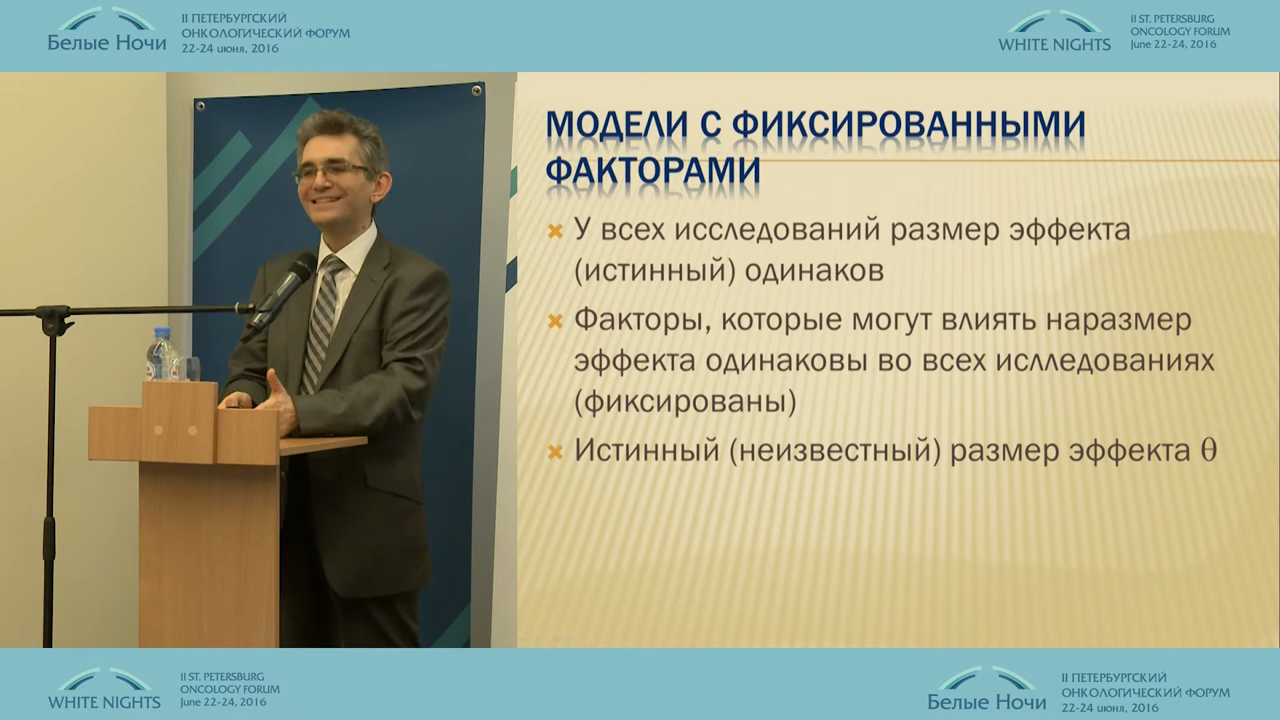 Белые Ночи
II ПЕТЕРБУРГСКИЙ
ОНКОЛОГИЧЕСКИЙ ФОРУМ
22-24 июня, 2016
WHITE NIGHTS
II ST. PETERSBURG
ONCOLOGY FORUM
June 22-24, 2016
МОДЕЛИ С ФИКСИРОВАННЫМИ
ФАКТОРАМИ
У всех исследований размер эффекта
(истинный) одинаков
Факторы, которые могут влиять наразмер
эффекта одинаковы во всех ислледованиях
(фиксированы)
Истинный (неизвестный) размер эффекта θ
WHITE NIGHTS
II ST. PETERSBURG
ONCOLOGY FORUM
June 22-24, 2016
Белые Ночи
II ПЕТЕРБУРГСКИЙ
ОНКОЛОГИЧЕСКИЙ ФОРУМ
22-24 июня, 2016